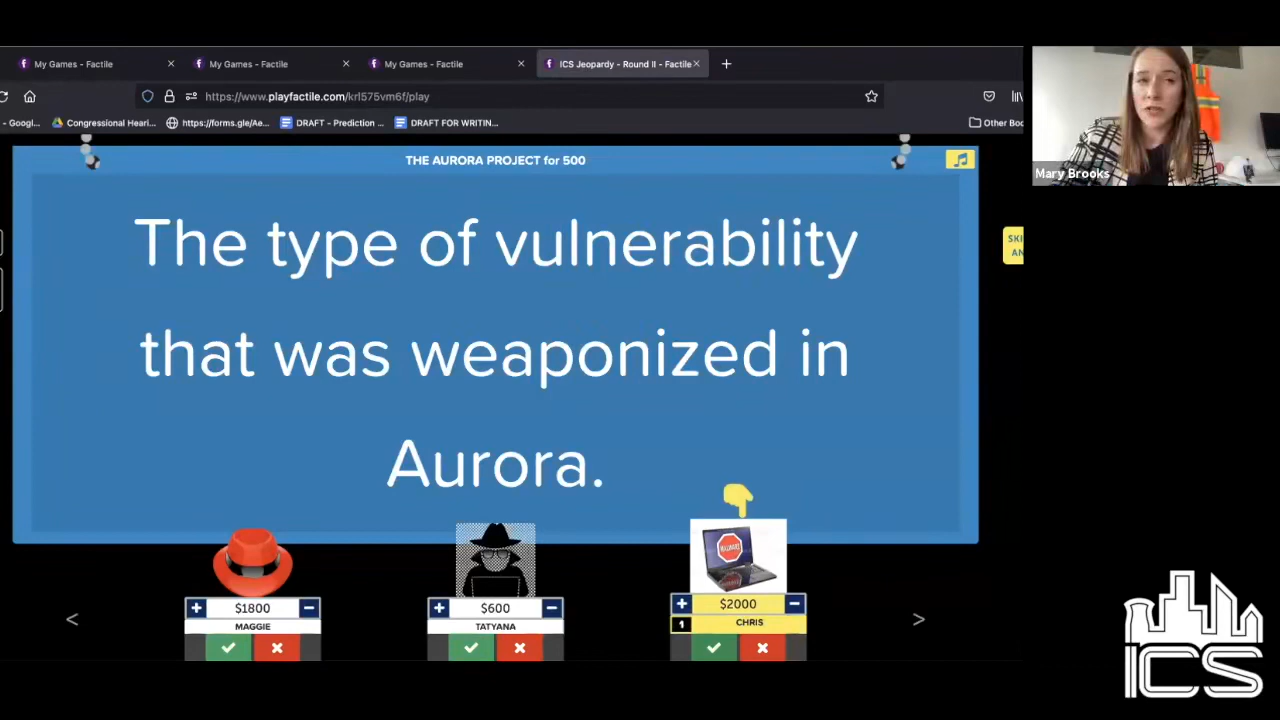 My Games - Factile
My Games - Factile
My Games - Factile
ICS Jeopardy - Round II - Factile
https://www.playfactile.com/krl575vm6f/play
- Googl...
Congressional Heari...
https://forms.gle/Ae...
DRAFT - Prediction ...
DRAFT FOR WRITIN...
Other Boo
THE AURORA PROJECT for 500
Mary Brooks
The type of vulnerability
that was weaponized in
Aurora.
SKI
AN
$1800
MAGGIE
$600
TATYANA
$2000
1
CHRIS
ICS